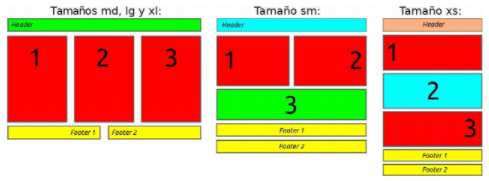 Tamaños md, lg y xl:
Header
1 2 3
Footer 1 Footer 2
Tamaño sm:
Header
1 2
3
Footer 1
Footer 2
Tamaño xs:
Header
1
2
3
Footer 1
Footer 2